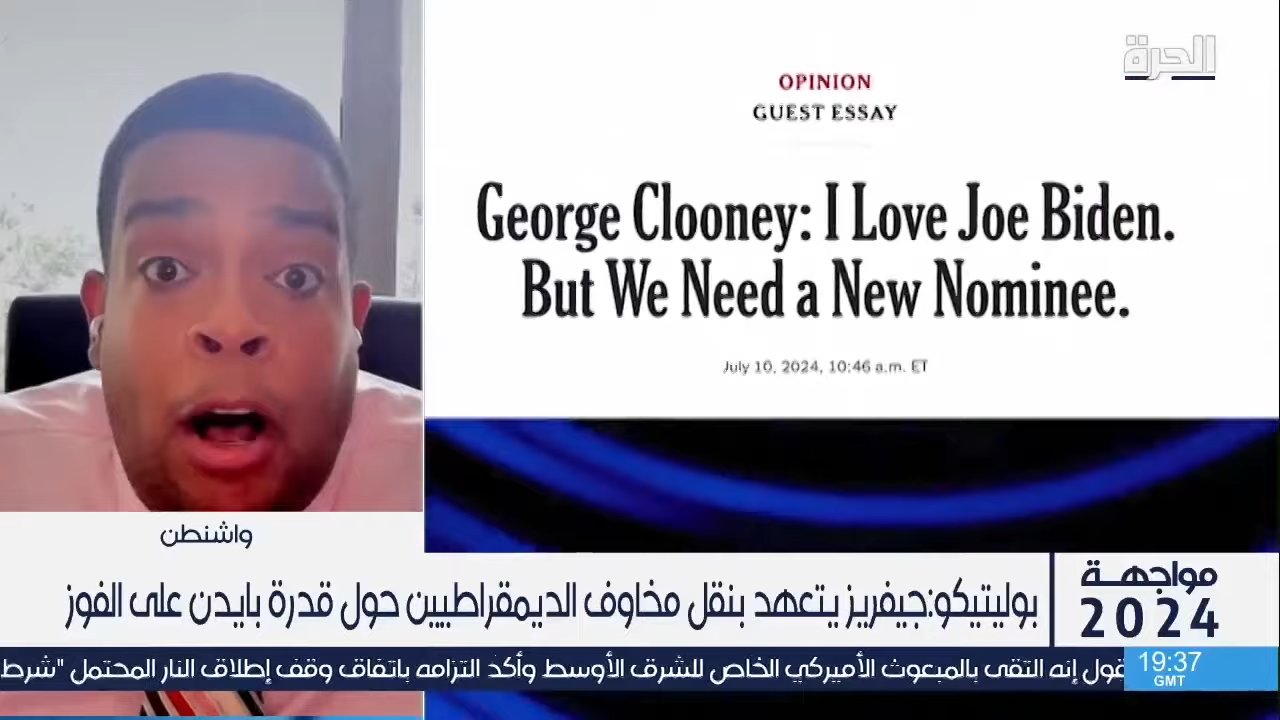 الحرة
OPINION
GUEST ESSAY
George Clooney: I Love Joe Biden.
But We Need a New Nominee.
July 10, 2024, 10:46 a.m. ET
واشنطن
مواجهة
2024
بوليتيكو:جيفريز يتعهد بنقل مخاوف الديمقراطيين حول قدرة بايدن على الفوز
19:37
GMT
إنه التقى بالمبعوث الأميركي الخاص للشرق الأوسط وأكد التزامه باتفاق وقف إطلاق النار المحتمل "شرط